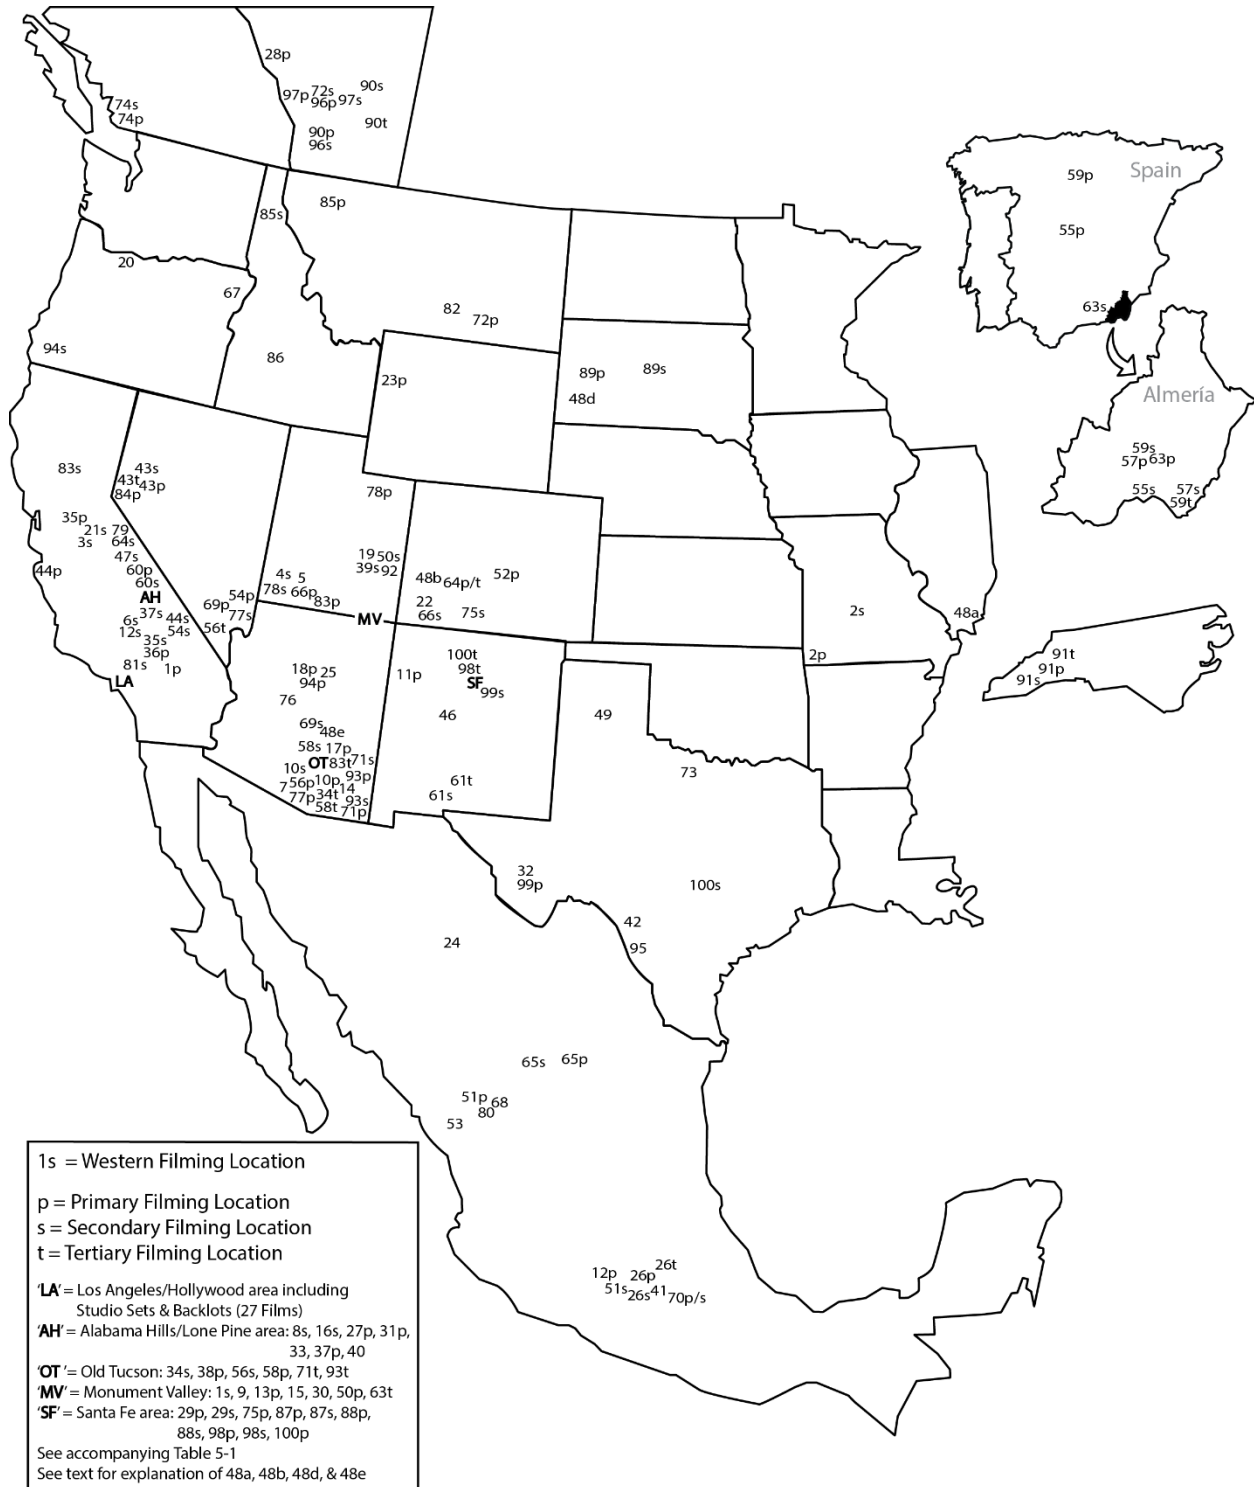 28p
72s 90s
97p 96p 97s
74s
74p
90p 90t
96s
59p Spain
55p
63s
85s 85p
20
67
82
72p
94s
86
23p
89p 89s
48d
Almería
59s
57p 63p
55s 57s
59t
83s
43s
43t 43p
84p
78p
35p
21s 79
3s 64s
47s
44p 60p
60s
AH
19 50s
39s 92
4s 5
78s 66p
83p
48b 64p/t 52p
22
66s 75s
MV
54p
69p 77s
56t
37s
6s 44s
12s 54s
35s
36p
81s 1p
LA
2s
48a
2p
91t
91p
91s
18p 25
94p
76
11p
100t
98t
SF
99s
46
49
69s
48e
58s 17p
OT 83t 71s
10s 93p
7 56p 10p 14
77p 34t 93s
58t 71p
61t
61s
73
32
99p
100s
42
95
24
65s 65p
51p 68
80
53
12p 26p 26t
51s 26s 41 70p/s
1s = Western Filming Location
p = Primary Filming Location
s = Secondary Filming Location
t = Tertiary Filming Location
'LA' = Los Angeles/Hollywood area including
Studio Sets & Backlots (27 Films)
'AH' = Alabama Hills/Lone Pine area: 8s, 16s, 27p, 31p,
33, 37p, 40
'OT' = Old Tucson: 34s, 38p, 56s, 58p, 71t, 93t
'MV' = Monument Valley: 1s, 9, 13p, 15, 30, 50p, 63t
'SF' = Santa Fe area: 29p, 29s, 75p, 87p, 87s, 88p,
88s, 98p, 98s, 100p
See accompanying Table 5-1
See text for explanation of 48a, 48b, 48d, & 48e